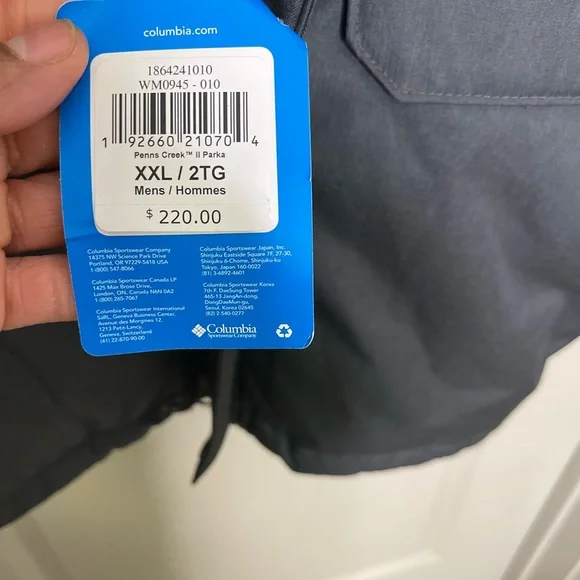 columbia.com
1864241010
WM0945 - 010
1 92660 21070 4
Penns Creek™ II Parka
XXL / 2TG
Mens / Hommes
$ 220.00
Columbia Sportswear Company
14375 NW Science Park Drive
Portland, OR 97229-5418 USA
1-(800) 547-8066
Columbia Sportswear Canada LP
1425 Max Brose Drive,
London, ON, Canada N6N 0A2
1-(800) 265-7067
Columbia Sportswear International
SàRL, Geneva Business Center,
Avenue des Morgines 12,
1213 Petit-Lancy,
Geneva, Switzerland
(41) 22-870-90-00
Columbia Sportswear Japan, Inc.
Shinjuku Eastside Square 7F, 27-30,
Shinjuku 6-Chome, Shinjuku-ku
Tokyo, Japan 160-0022
(81) 3-6892-4601
Columbia Sportswear Korea
7th F. DaeSung Tower
465-13 JangAn-dong,
DongDaeMun-gu,
Seoul, Korea 02645
(82) 2-540-0277
Columbia
Sportswear Company